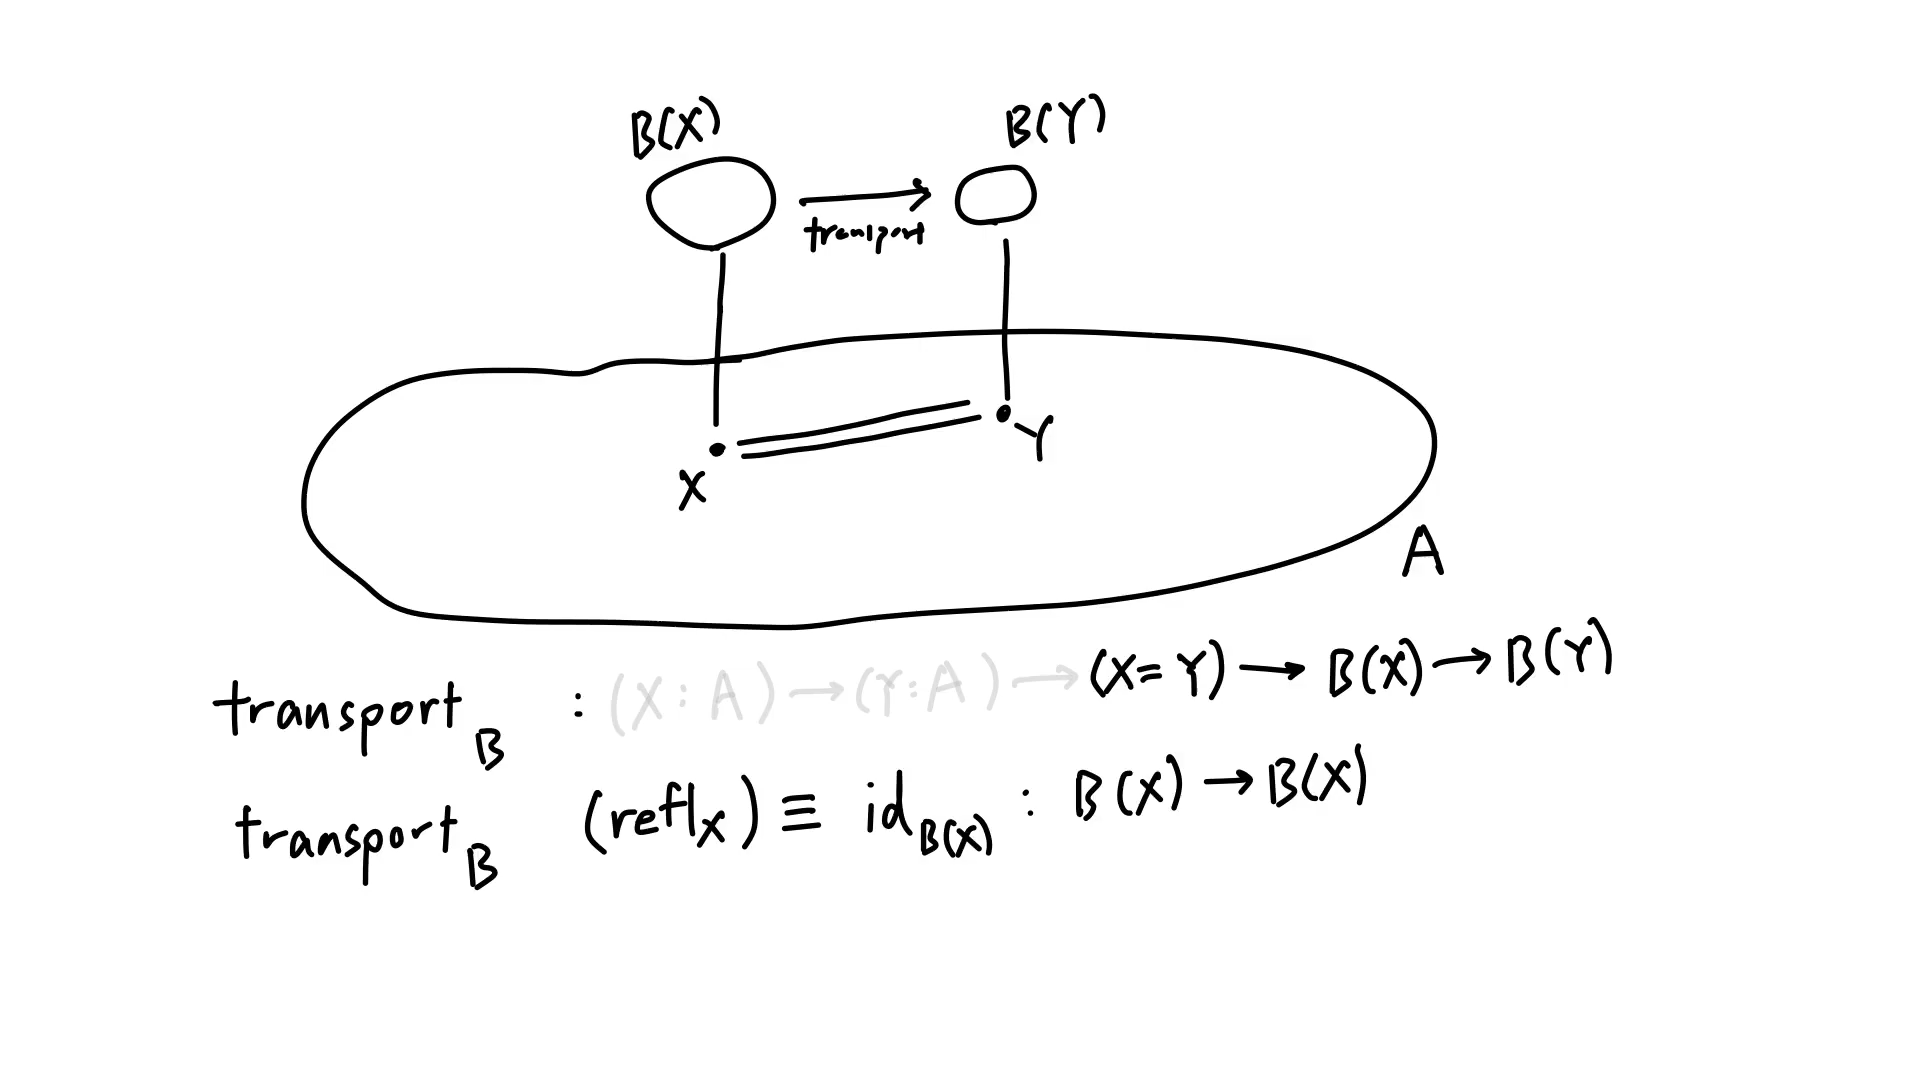 B(X) B(Y)
transport
X Y
A
transport_B : (X : A) → (Y : A) → (X = Y) → B(X) → B(Y)
transport_B (refl_X) ≡ id_B(X) : B(X) → B(X)